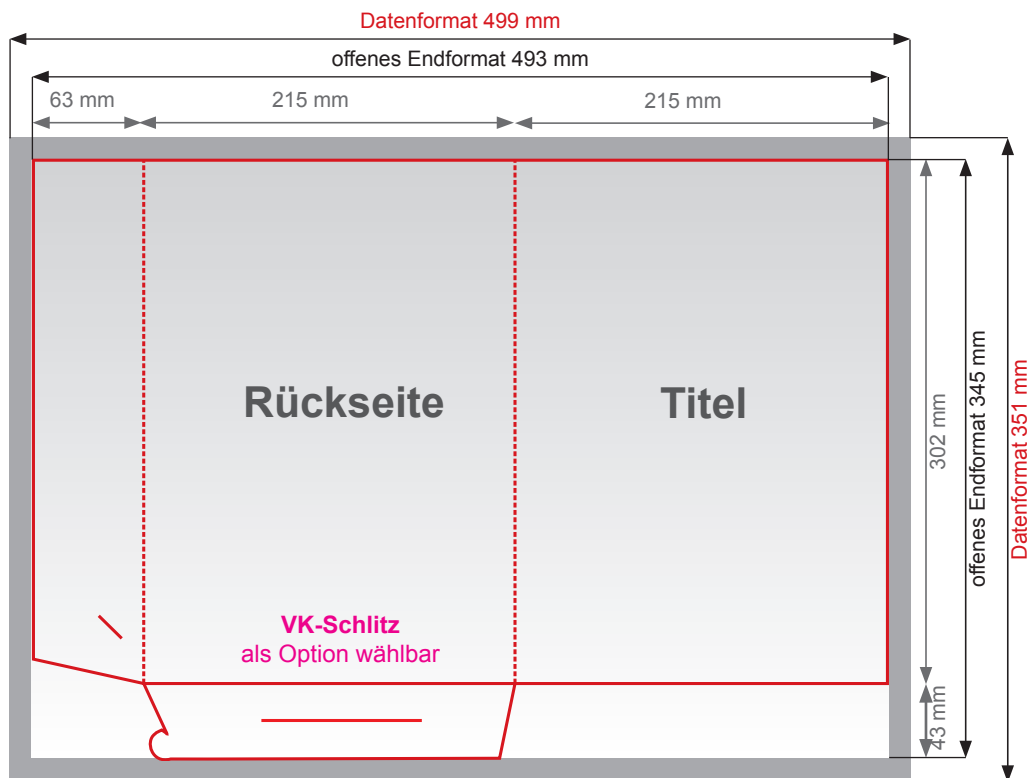 Datenformat 499 mm
offenes Endformat 493 mm
63 mm
215 mm
215 mm
Rückseite
Titel
302 mm
offenes Endformat 345 mm
Datenformat 351 mm
VK-Schlitz
als Option wählbar
43 mm